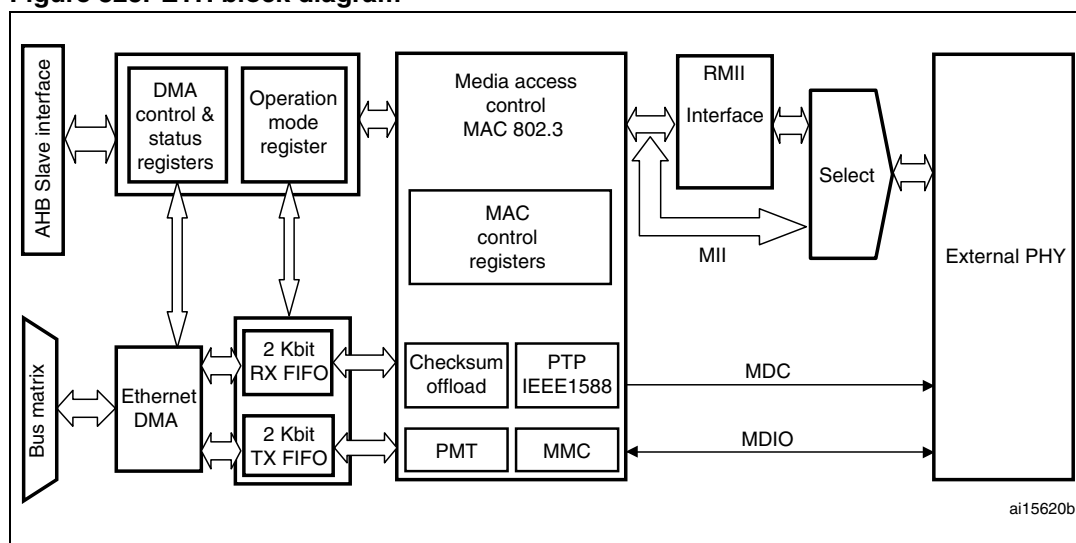 Figure ETH block diagram
AHB Slave interface
DMA
control &
status
registers
Operation
mode
register
Media access
control
MAC 802.3
RMII
Interface
Select
External PHY
MAC
control
registers
MII
Bus matrix
Ethernet
DMA
2 Kbit
RX FIFO
2 Kbit
TX FIFO
Checksum
offload
PTP
IEEE1588
PMT
MMC
MDC
MDIO
ai15620b